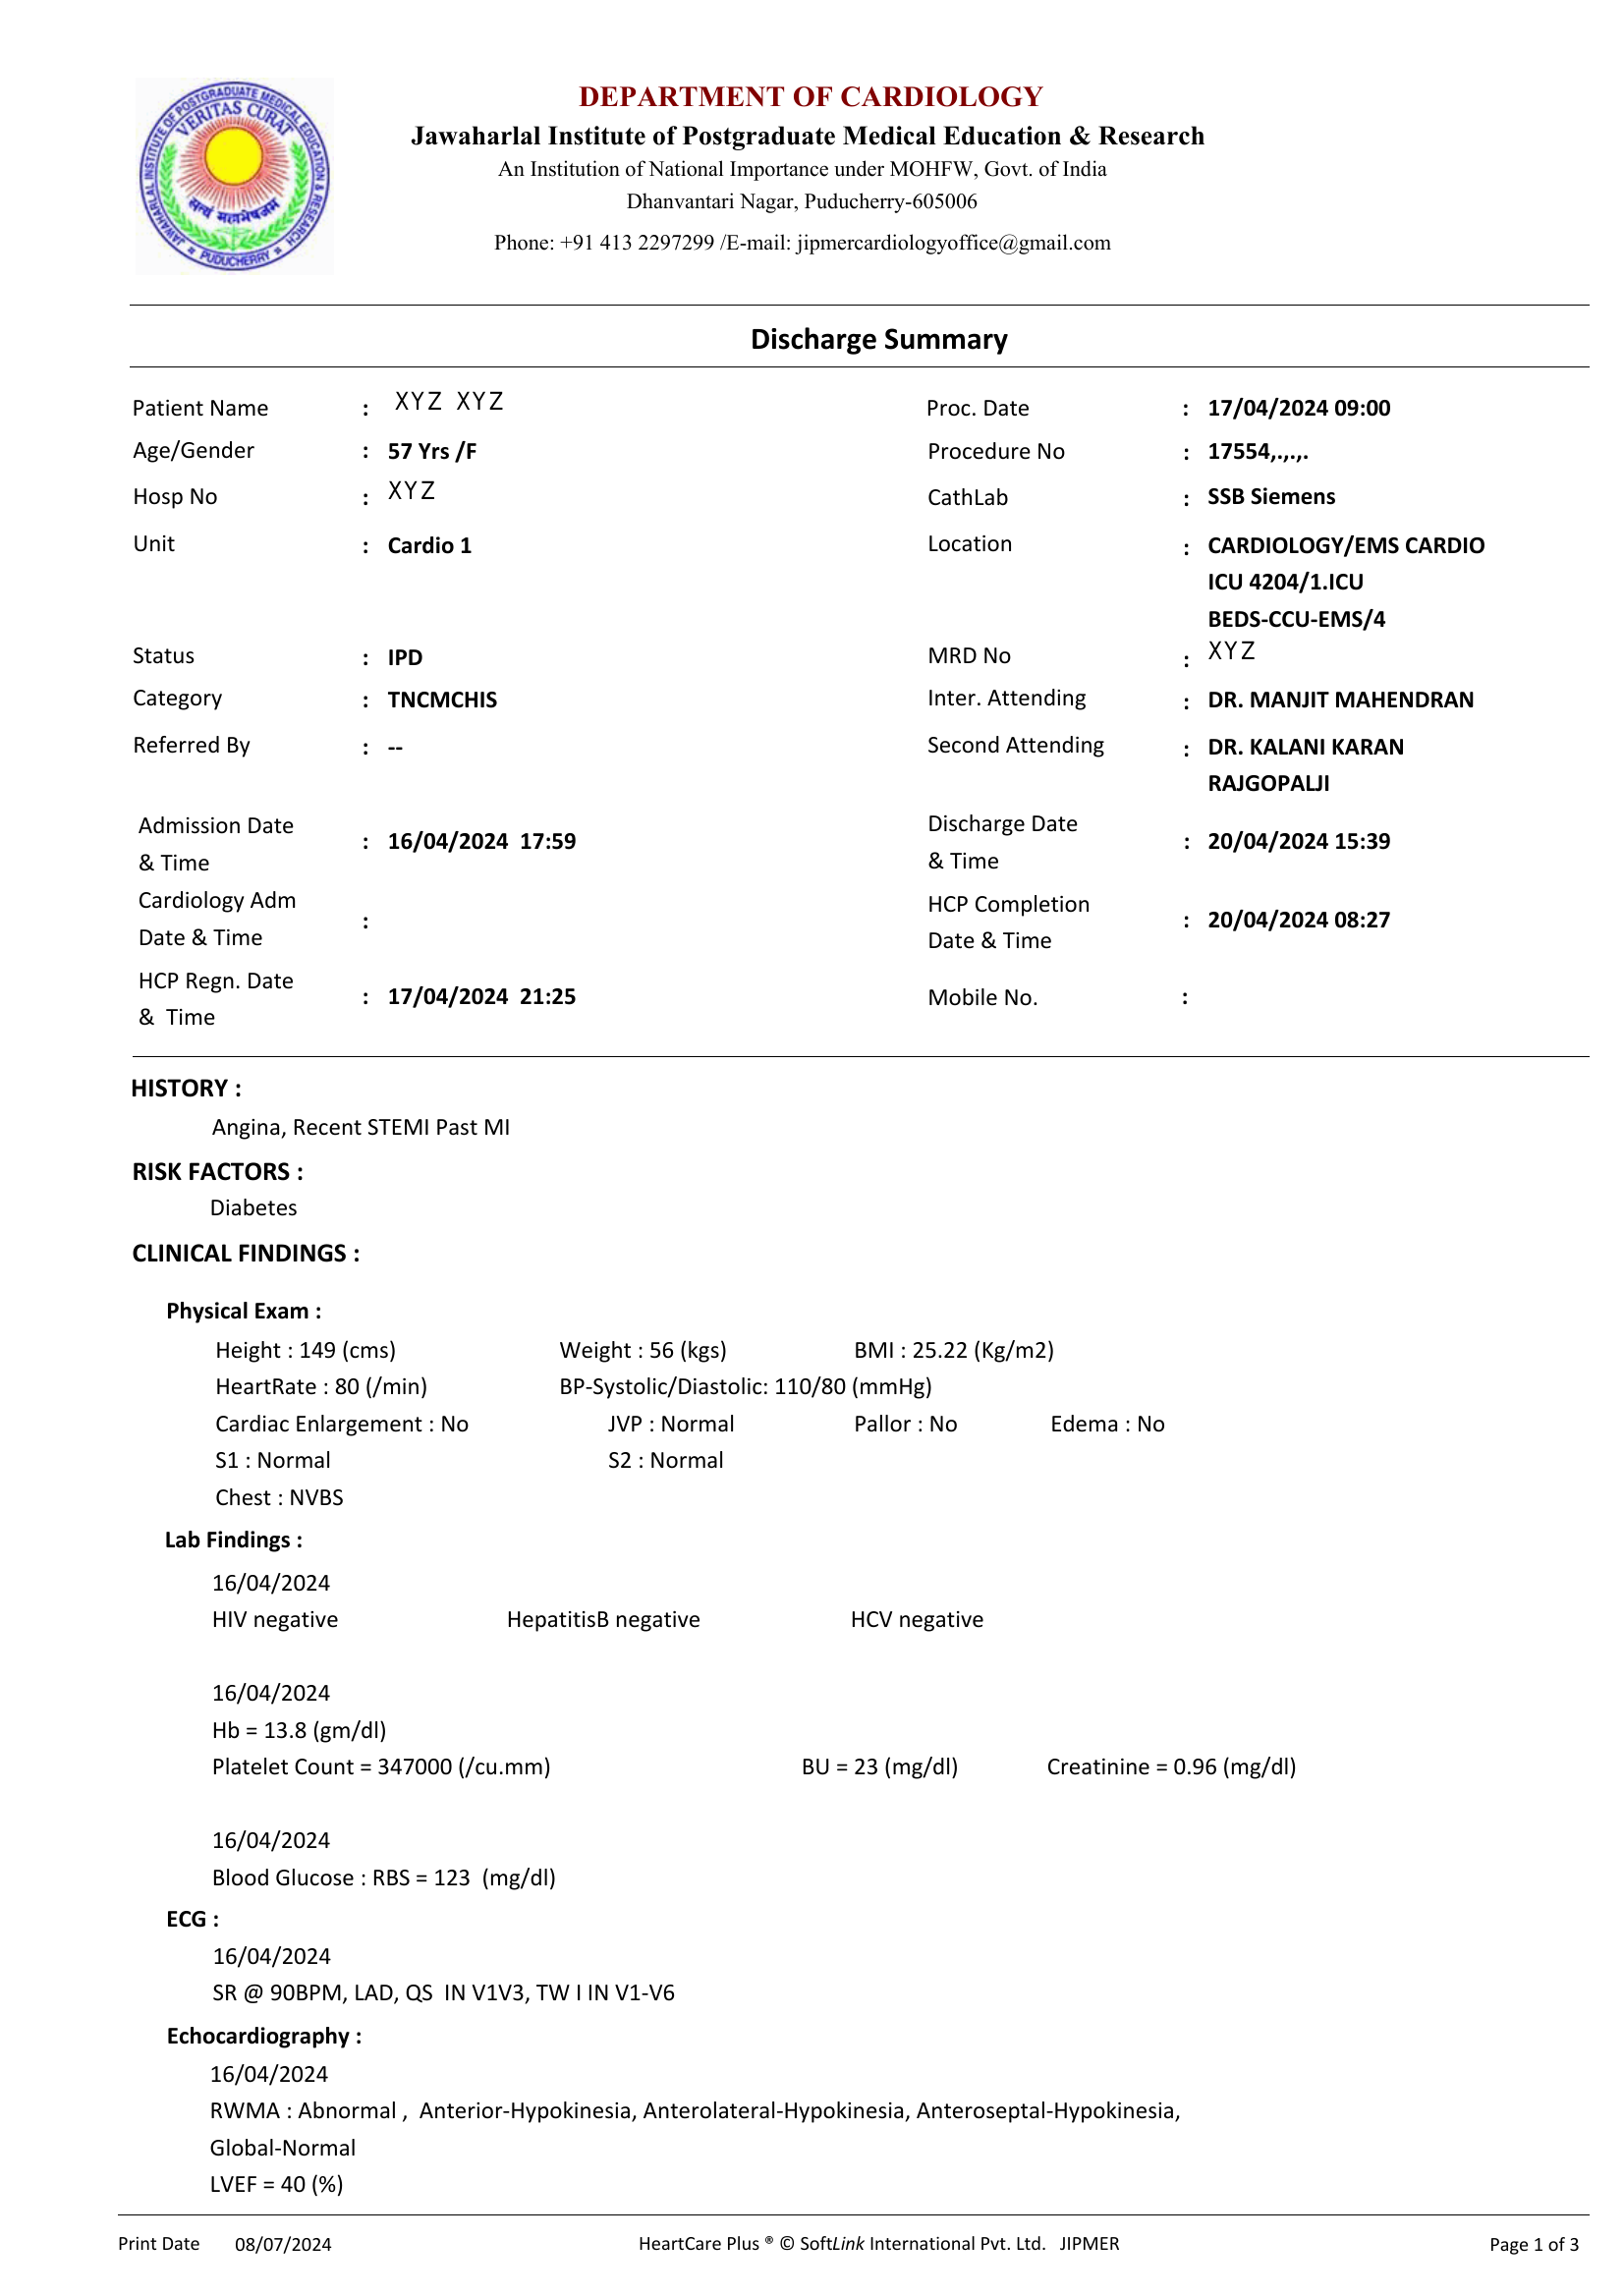 JAWAHARLAL INSTITUTE OF POSTGRADUATE MEDICAL EDUCATION & RESEARCH
VERITAS CURAT
सत्यं महाभेषजम
PUDUCHERRY
DEPARTMENT OF CARDIOLOGY
Jawaharlal Institute of Postgraduate Medical Education & Research
An Institution of National Importance under MOHFW, Govt. of India
Dhanvantari Nagar, Puducherry-605006
Phone: +91 413 2297299 /E-mail: jipmercardiologyoffice@gmail.com
Discharge Summary
Patient Name : XYZ XYZ Proc. Date : 17/04/2024 09:00
Age/Gender : 57 Yrs /F Procedure No : 17554,.,.,.
Hosp No : XYZ CathLab : SSB Siemens
Unit : Cardio 1 Location : CARDIOLOGY/EMS CARDIO
ICU 4204/1.ICU
BEDS-CCU-EMS/4
Status : IPD MRD No : XYZ
Category : TNCMCHIS Inter. Attending : DR. MANJIT MAHENDRAN
Referred By : -- Second Attending : DR. KALANI KARAN
RAJGOPALJI
Admission Date & Time : 16/04/2024 17:59 Discharge Date & Time : 20/04/2024 15:39
Cardiology Adm Date & Time : HCP Completion Date & Time : 20/04/2024 08:27
HCP Regn. Date & Time : 17/04/2024 21:25 Mobile No. :
HISTORY :
Angina, Recent STEMI Past MI
RISK FACTORS :
Diabetes
CLINICAL FINDINGS :
Physical Exam :
Height : 149 (cms) Weight : 56 (kgs) BMI : 25.22 (Kg/m2)
HeartRate : 80 (/min) BP-Systolic/Diastolic: 110/80 (mmHg)
Cardiac Enlargement : No JVP : Normal Pallor : No Edema : No
S1 : Normal S2 : Normal
Chest : NVBS
Lab Findings :
16/04/2024
HIV negative HepatitisB negative HCV negative
16/04/2024
Hb = 13.8 (gm/dl)
Platelet Count = 347000 (/cu.mm) BU = 23 (mg/dl) Creatinine = 0.96 (mg/dl)
16/04/2024
Blood Glucose : RBS = 123 (mg/dl)
ECG :
16/04/2024
SR @ 90BPM, LAD, QS IN V1V3, TW I IN V1-V6
Echocardiography :
16/04/2024
RWMA : Abnormal , Anterior-Hypokinesia, Anterolateral-Hypokinesia, Anteroseptal-Hypokinesia,
Global-Normal
LVEF = 40 (%)
Print Date 08/07/2024 HeartCare Plus ® © SoftLink International Pvt. Ltd. JIPMER Page 1 of 3